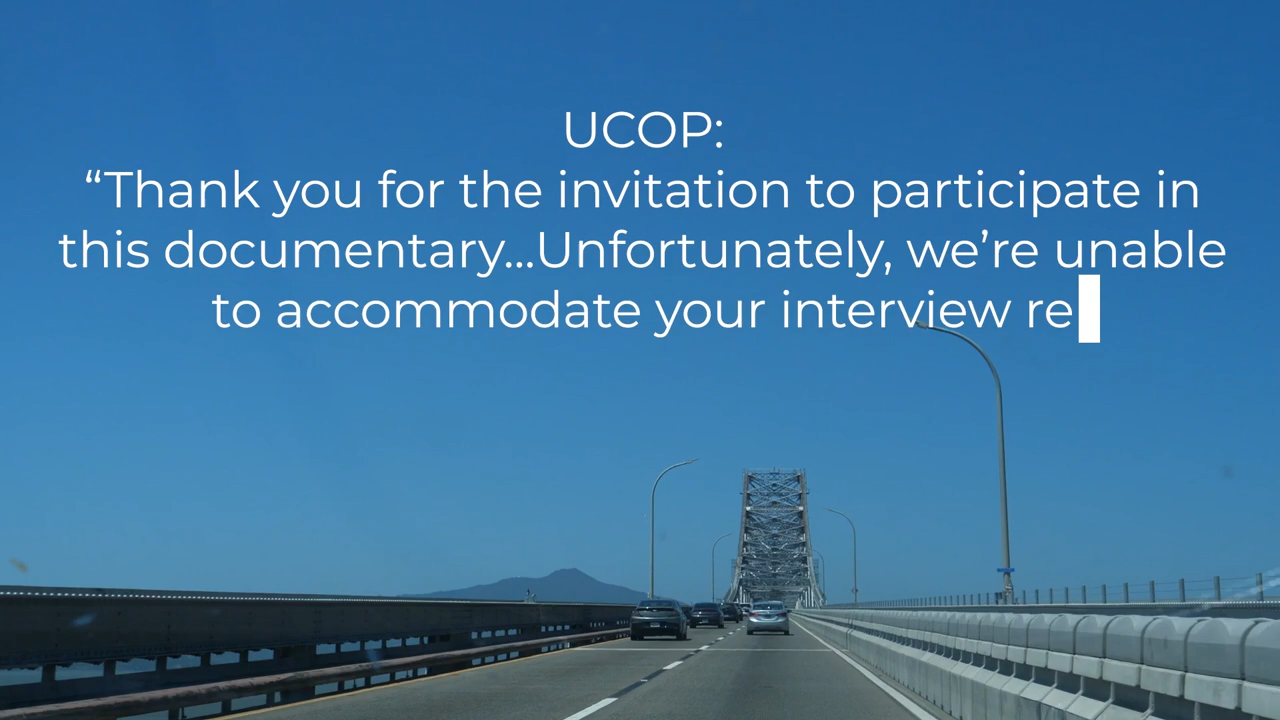 UCOP:
“Thank you for the invitation to participate in
this documentary...Unfortunately, we’re unable
to accommodate your interview re